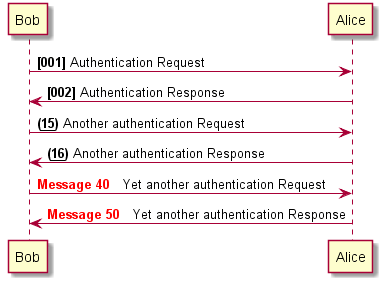 Bob Alice
[001] Authentication Request
[002] Authentication Response
(15) Another authentication Request
(16) Another authentication Response
Message 40 Yet another authentication Request
Message 50 Yet another authentication Response
Bob Alice